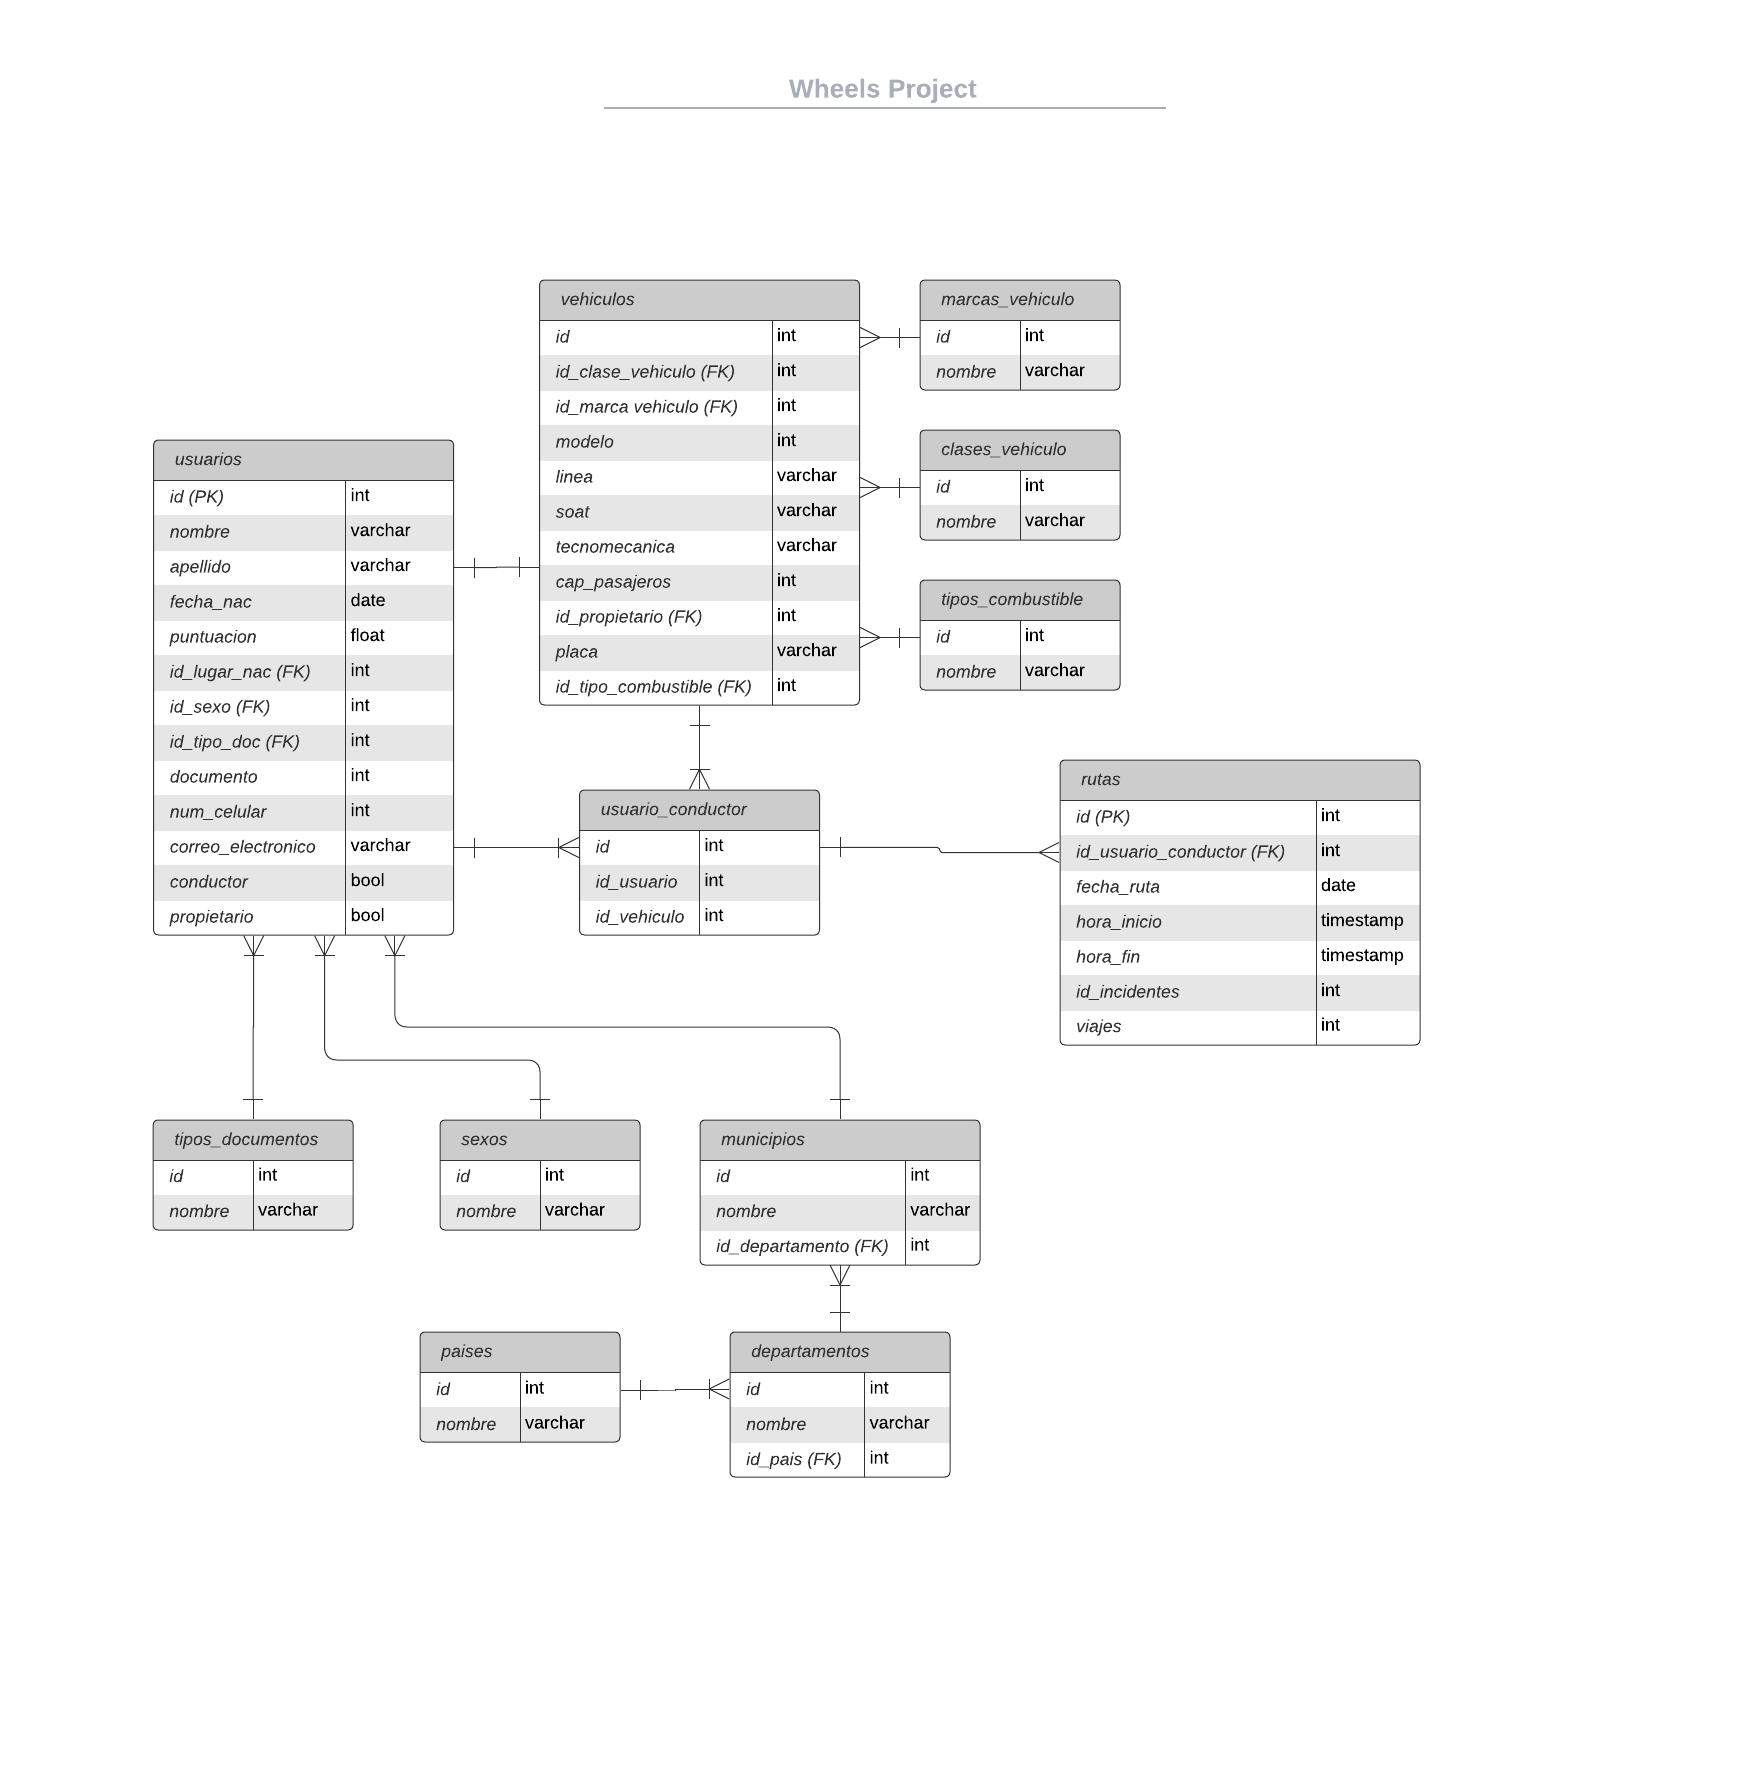 Wheels Project
vehiculos
id int
id_clase_vehiculo (FK) int
id_marca vehiculo (FK) int
modelo int
linea varchar
soat varchar
tecnomecanica varchar
cap_pasajeros int
id_propietario (FK) int
placa varchar
id_tipo_combustible (FK) int
marcas_vehiculo
id int
nombre varchar
clases_vehiculo
id int
nombre varchar
tipos_combustible
id int
nombre varchar
usuarios
id (PK) int
nombre varchar
apellido varchar
fecha_nac date
puntuacion float
id_lugar_nac (FK) int
id_sexo (FK) int
id_tipo_doc (FK) int
documento int
num_celular int
correo_electronico varchar
conductor bool
propietario bool
usuario_conductor
id int
id_usuario int
id_vehiculo int
rutas
id (PK) int
id_usuario_conductor (FK) int
fecha_ruta date
hora_inicio timestamp
hora_fin timestamp
id_incidentes int
viajes int
tipos_documentos
id int
nombre varchar
sexos
id int
nombre varchar
municipios
id int
nombre varchar
id_departamento (FK) int
paises
id int
nombre varchar
departamentos
id int
nombre varchar
id_pais (FK) int